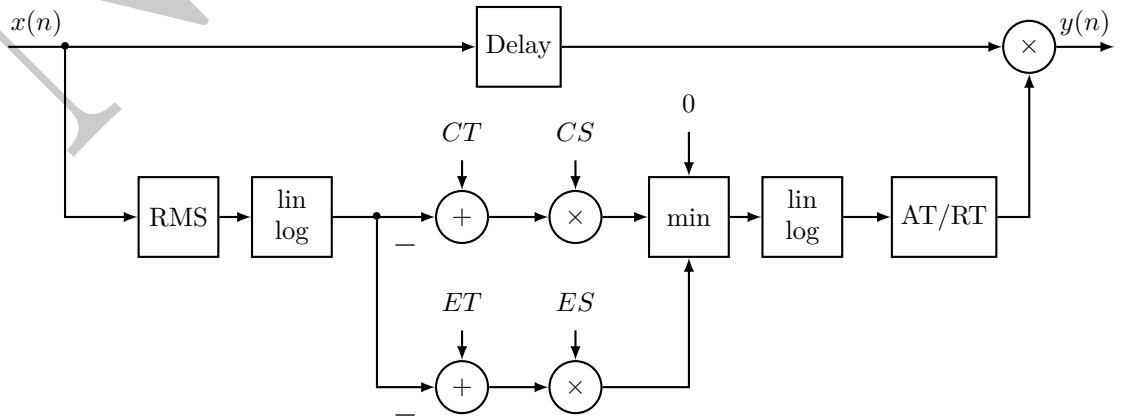 x(n)
Delay
×
y(n)
0
CT
CS
RMS
lin
log
−
+
×
min
lin
log
AT/RT
ET
ES
−
+
×